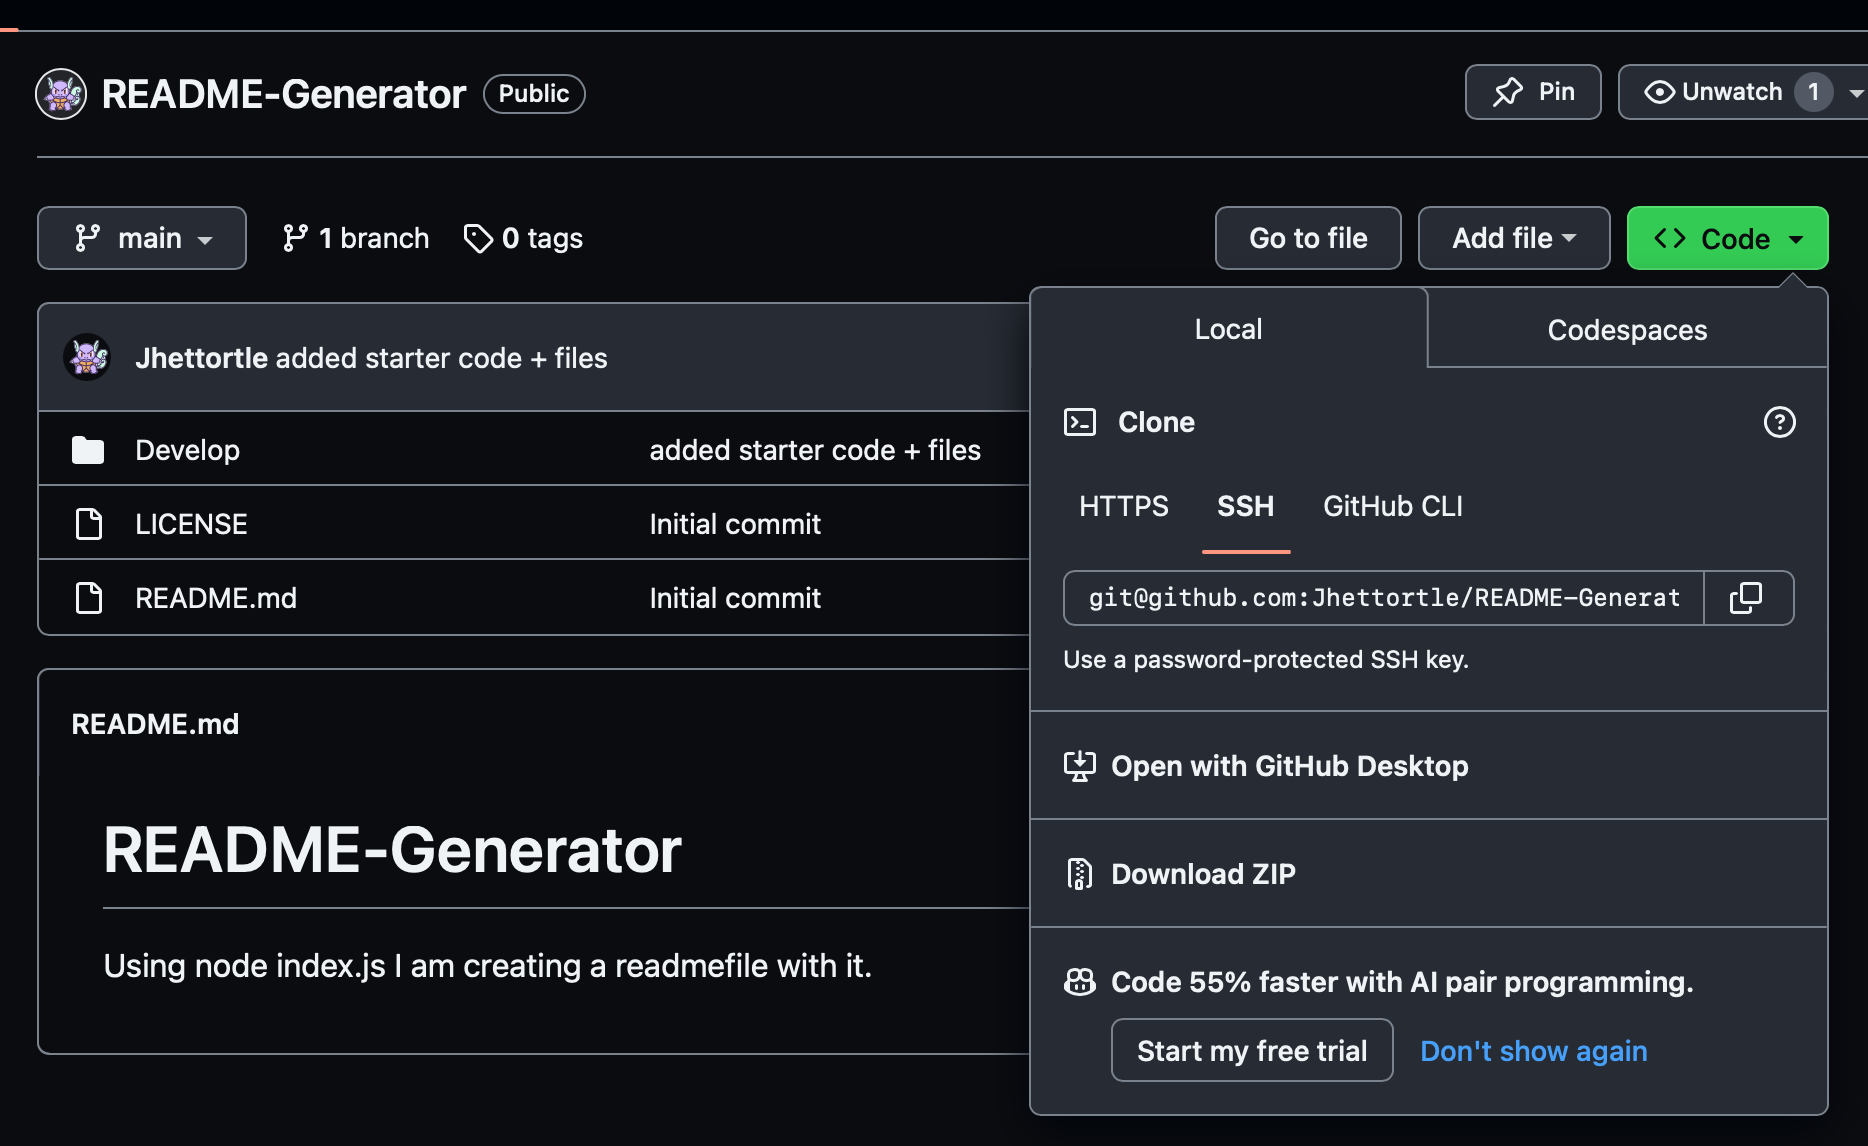 README-Generator Public
Pin
Unwatch 1
main
1 branch
0 tags
Go to file
Add file
Code
Jhettortle added starter code + files
Develop added starter code + files
LICENSE Initial commit
README.md Initial commit
README.md
README-Generator
Using node index.js I am creating a readmefile with it.
Local
Codespaces
Clone
HTTPS SSH GitHub CLI
git@github.com:Jhettortle/README-Generat
Use a password-protected SSH key.
Open with GitHub Desktop
Download ZIP
Code 55% faster with AI pair programming.
Start my free trial
Don't show again